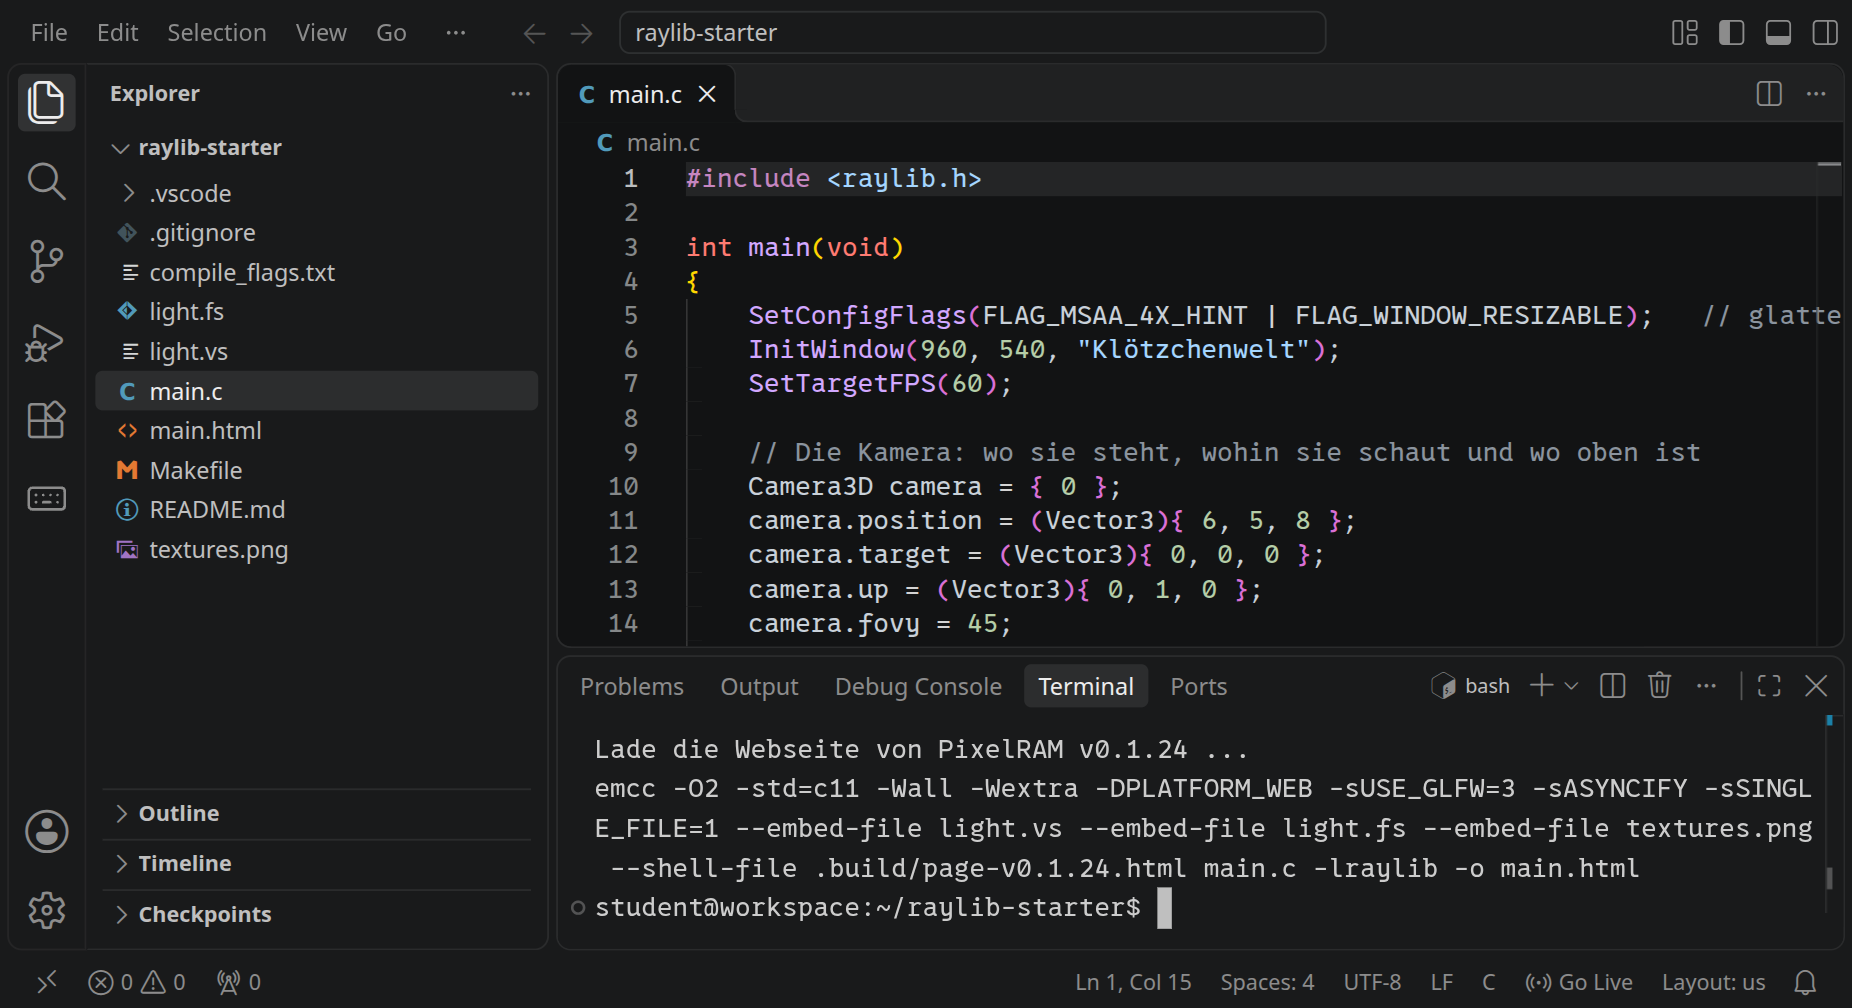 File Edit Selection View Go ··· raylib-starter
Explorer ···
raylib-starter
.vscode
.gitignore
compile_flags.txt
light.fs
light.vs
C main.c
main.html
Makefile
README.md
textures.png
Outline
Timeline
Checkpoints
C main.c
C main.c
1 #include <raylib.h>
2
3 int main(void)
4 {
5 SetConfigFlags(FLAG_MSAA_4X_HINT | FLAG_WINDOW_RESIZABLE); // glatte
6 InitWindow(960, 540, "Klötzchenwelt");
7 SetTargetFPS(60);
8
9 // Die Kamera: wo sie steht, wohin sie schaut und wo oben ist
10 Camera3D camera = { 0 };
11 camera.position = (Vector3){ 6, 5, 8 };
12 camera.target = (Vector3){ 0, 0, 0 };
13 camera.up = (Vector3){ 0, 1, 0 };
14 camera.fovy = 45;
Problems Output Debug Console Terminal Ports bash
Lade die Webseite von PixelRAM v0.1.24 ...
emcc -O2 -std=c11 -Wall -Wextra -DPLATFORM_WEB -sUSE_GLFW=3 -sASYNCIFY -sSINGL
E_FILE=1 --embed-file light.vs --embed-file light.fs --embed-file textures.png
--shell-file .build/page-v0.1.24.html main.c -lraylib -o main.html
student@workspace:~/raylib-starter$
0 0 0 Ln 1, Col 15 Spaces: 4 UTF-8 LF C Go Live Layout: us